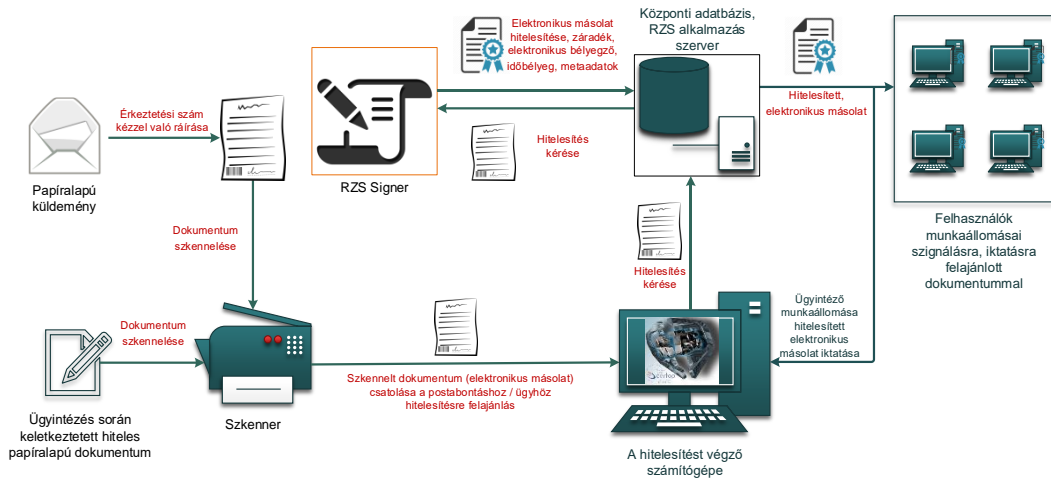 Elektronikus másolat
hitelesítése, záradék,
elektronikus bélyegző,
időbélyeg, metaadatok
Központi adatbázis,
RZS alkalmazás
szerver
Érkeztetési szám
kézzel való ráírása
Hitelesített,
elektronikus másolat
Hitelesítés
kérése
Papíralapú
küldemény
RZS Signer
Felhasználók
munkaállomásai
szignálásra, iktatásra
felajánlott
dokumentummal
Dokumentum
szkennelése
Hitelesítés
kérése
Ügyintéző
munkaállomása
hitelesített
elektronikus
másolat iktatása
Dokumentum
szkennelése
Szkennelt dokumentum (elektronikus másolat)
csatolása a postabontáshoz / ügyhöz
hitelesítésre felajánlás
Ügyintézés során
keletkeztetett hiteles
papíralapú dokumentum
Szkenner
A hitelesítést végző
számítógépe